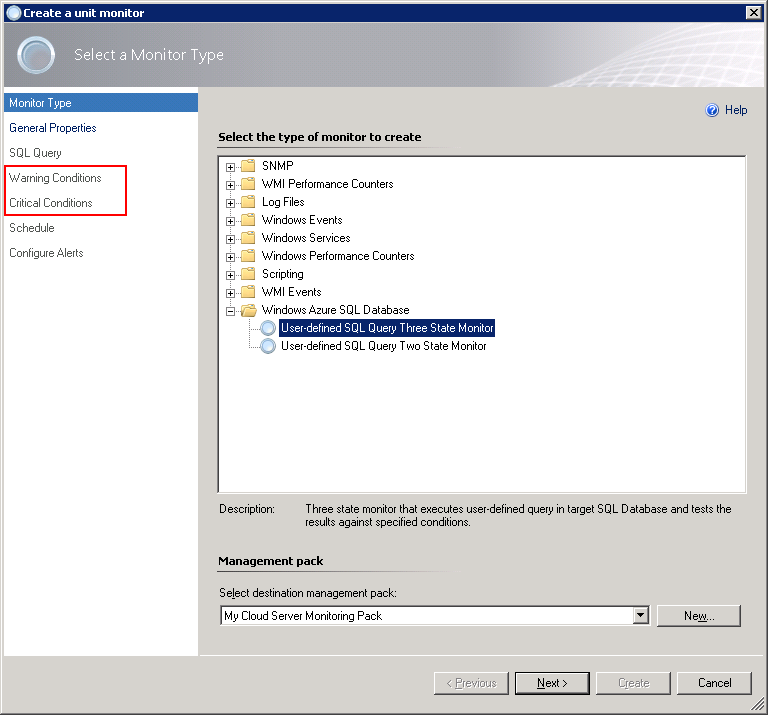 Create a unit monitor
Select a Monitor Type
Monitor Type
General Properties
SQL Query
Warning Conditions
Critical Conditions
Schedule
Configure Alerts
Help
Select the type of monitor to create
SNMP
WMI Performance Counters
Log Files
Windows Events
Windows Services
Windows Performance Counters
Scripting
WMI Events
Windows Azure SQL Database
User-defined SQL Query Three State Monitor
User-defined SQL Query Two State Monitor
Description: Three state monitor that executes user-defined query in target SQL Database and tests the
results against specified conditions.
Management pack
Select destination management pack:
My Cloud Server Monitoring Pack
New...
< Previous
Next >
Create
Cancel